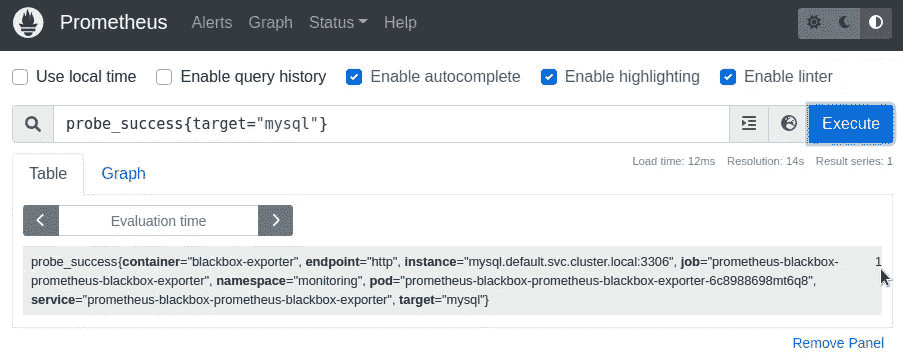 Prometheus Alerts Graph Status Help
Use local time Enable query history Enable autocomplete Enable highlighting Enable linter
probe_success{target="mysql"} Execute
Load time: 12ms Resolution: 14s Result series: 1
Table Graph
Evaluation time
probe_success{container="blackbox-exporter", endpoint="http", instance="mysql.default.svc.cluster.local:3306", job="prometheus-blackbox- 1
prometheus-blackbox-exporter", namespace="monitoring", pod="prometheus-blackbox-prometheus-blackbox-exporter-6c8988698mt6q8",
service="prometheus-blackbox-prometheus-blackbox-exporter", target="mysql"}
Remove Panel